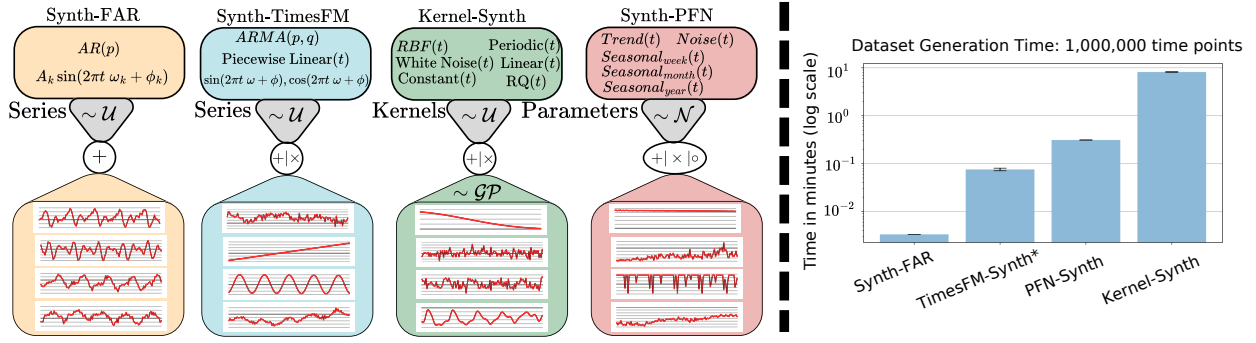 Synth-FAR
AR(p)
A_k sin(2πt ω_k + ϕ_k)
Series
~ U
+
Synth-TimesFM
ARMA(p, q)
Piecewise Linear(t)
sin(2πt ω + ϕ), cos(2πt ω + ϕ)
Series
~ U
+|×
Kernel-Synth
RBF(t) Periodic(t)
White Noise(t) Linear(t)
Constant(t) RQ(t)
Kernels
~ U
+|×
~ GP
Synth-PFN
Trend(t) Noise(t)
Seasonal_week(t)
Seasonal_month(t)
Seasonal_year(t)
Parameters
~ N
+| × |∘
Dataset Generation Time: 1,000,000 time points
Time in minutes (log scale)
10^1
10^0
10^−1
10^−2
Synth-FAR
TimesFM-Synth*
PFN-Synth
Kernel-Synth